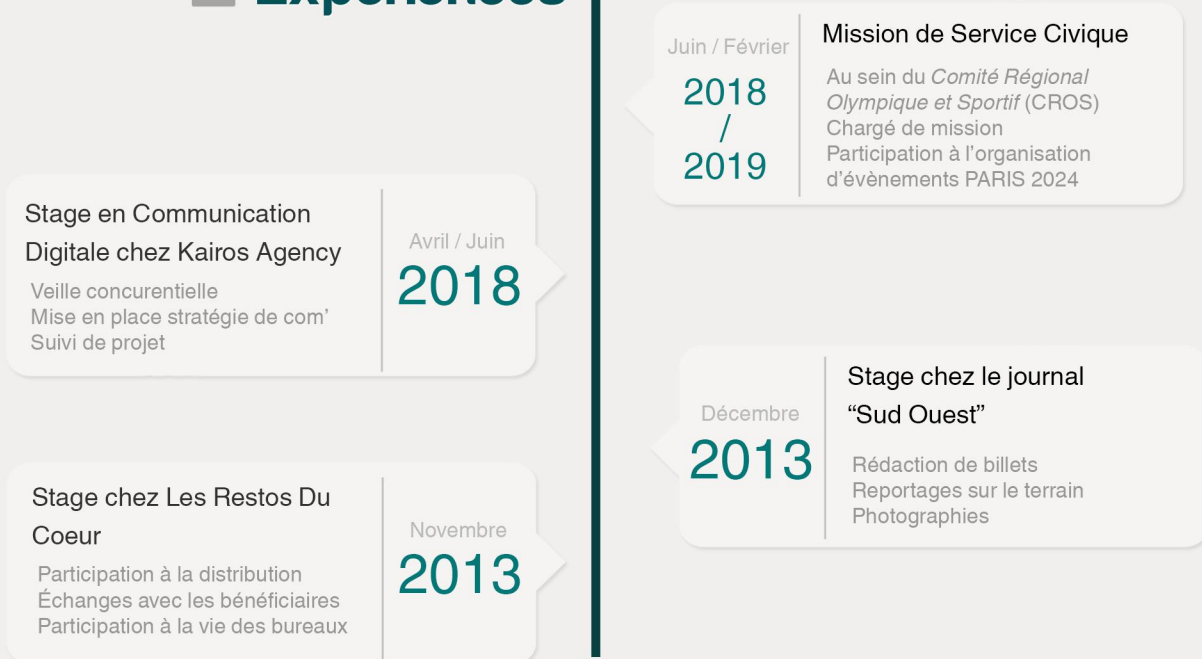 Expériences
Juin / Février
2018
/
2019
Mission de Service Civique
Au sein du Comité Régional
Olympique et Sportif (CROS)
Chargé de mission
Participation à l'organisation
d'évènements PARIS 2024
Stage en Communication
Digitale chez Kairos Agency
Veille concurentielle
Mise en place stratégie de com'
Suivi de projet
Avril / Juin
2018
Décembre
2013
Stage chez le journal
“Sud Ouest”
Rédaction de billets
Reportages sur le terrain
Photographies
Stage chez Les Restos Du
Coeur
Participation à la distribution
Échanges avec les bénéficiaires
Participation à la vie des bureaux
Novembre
2013